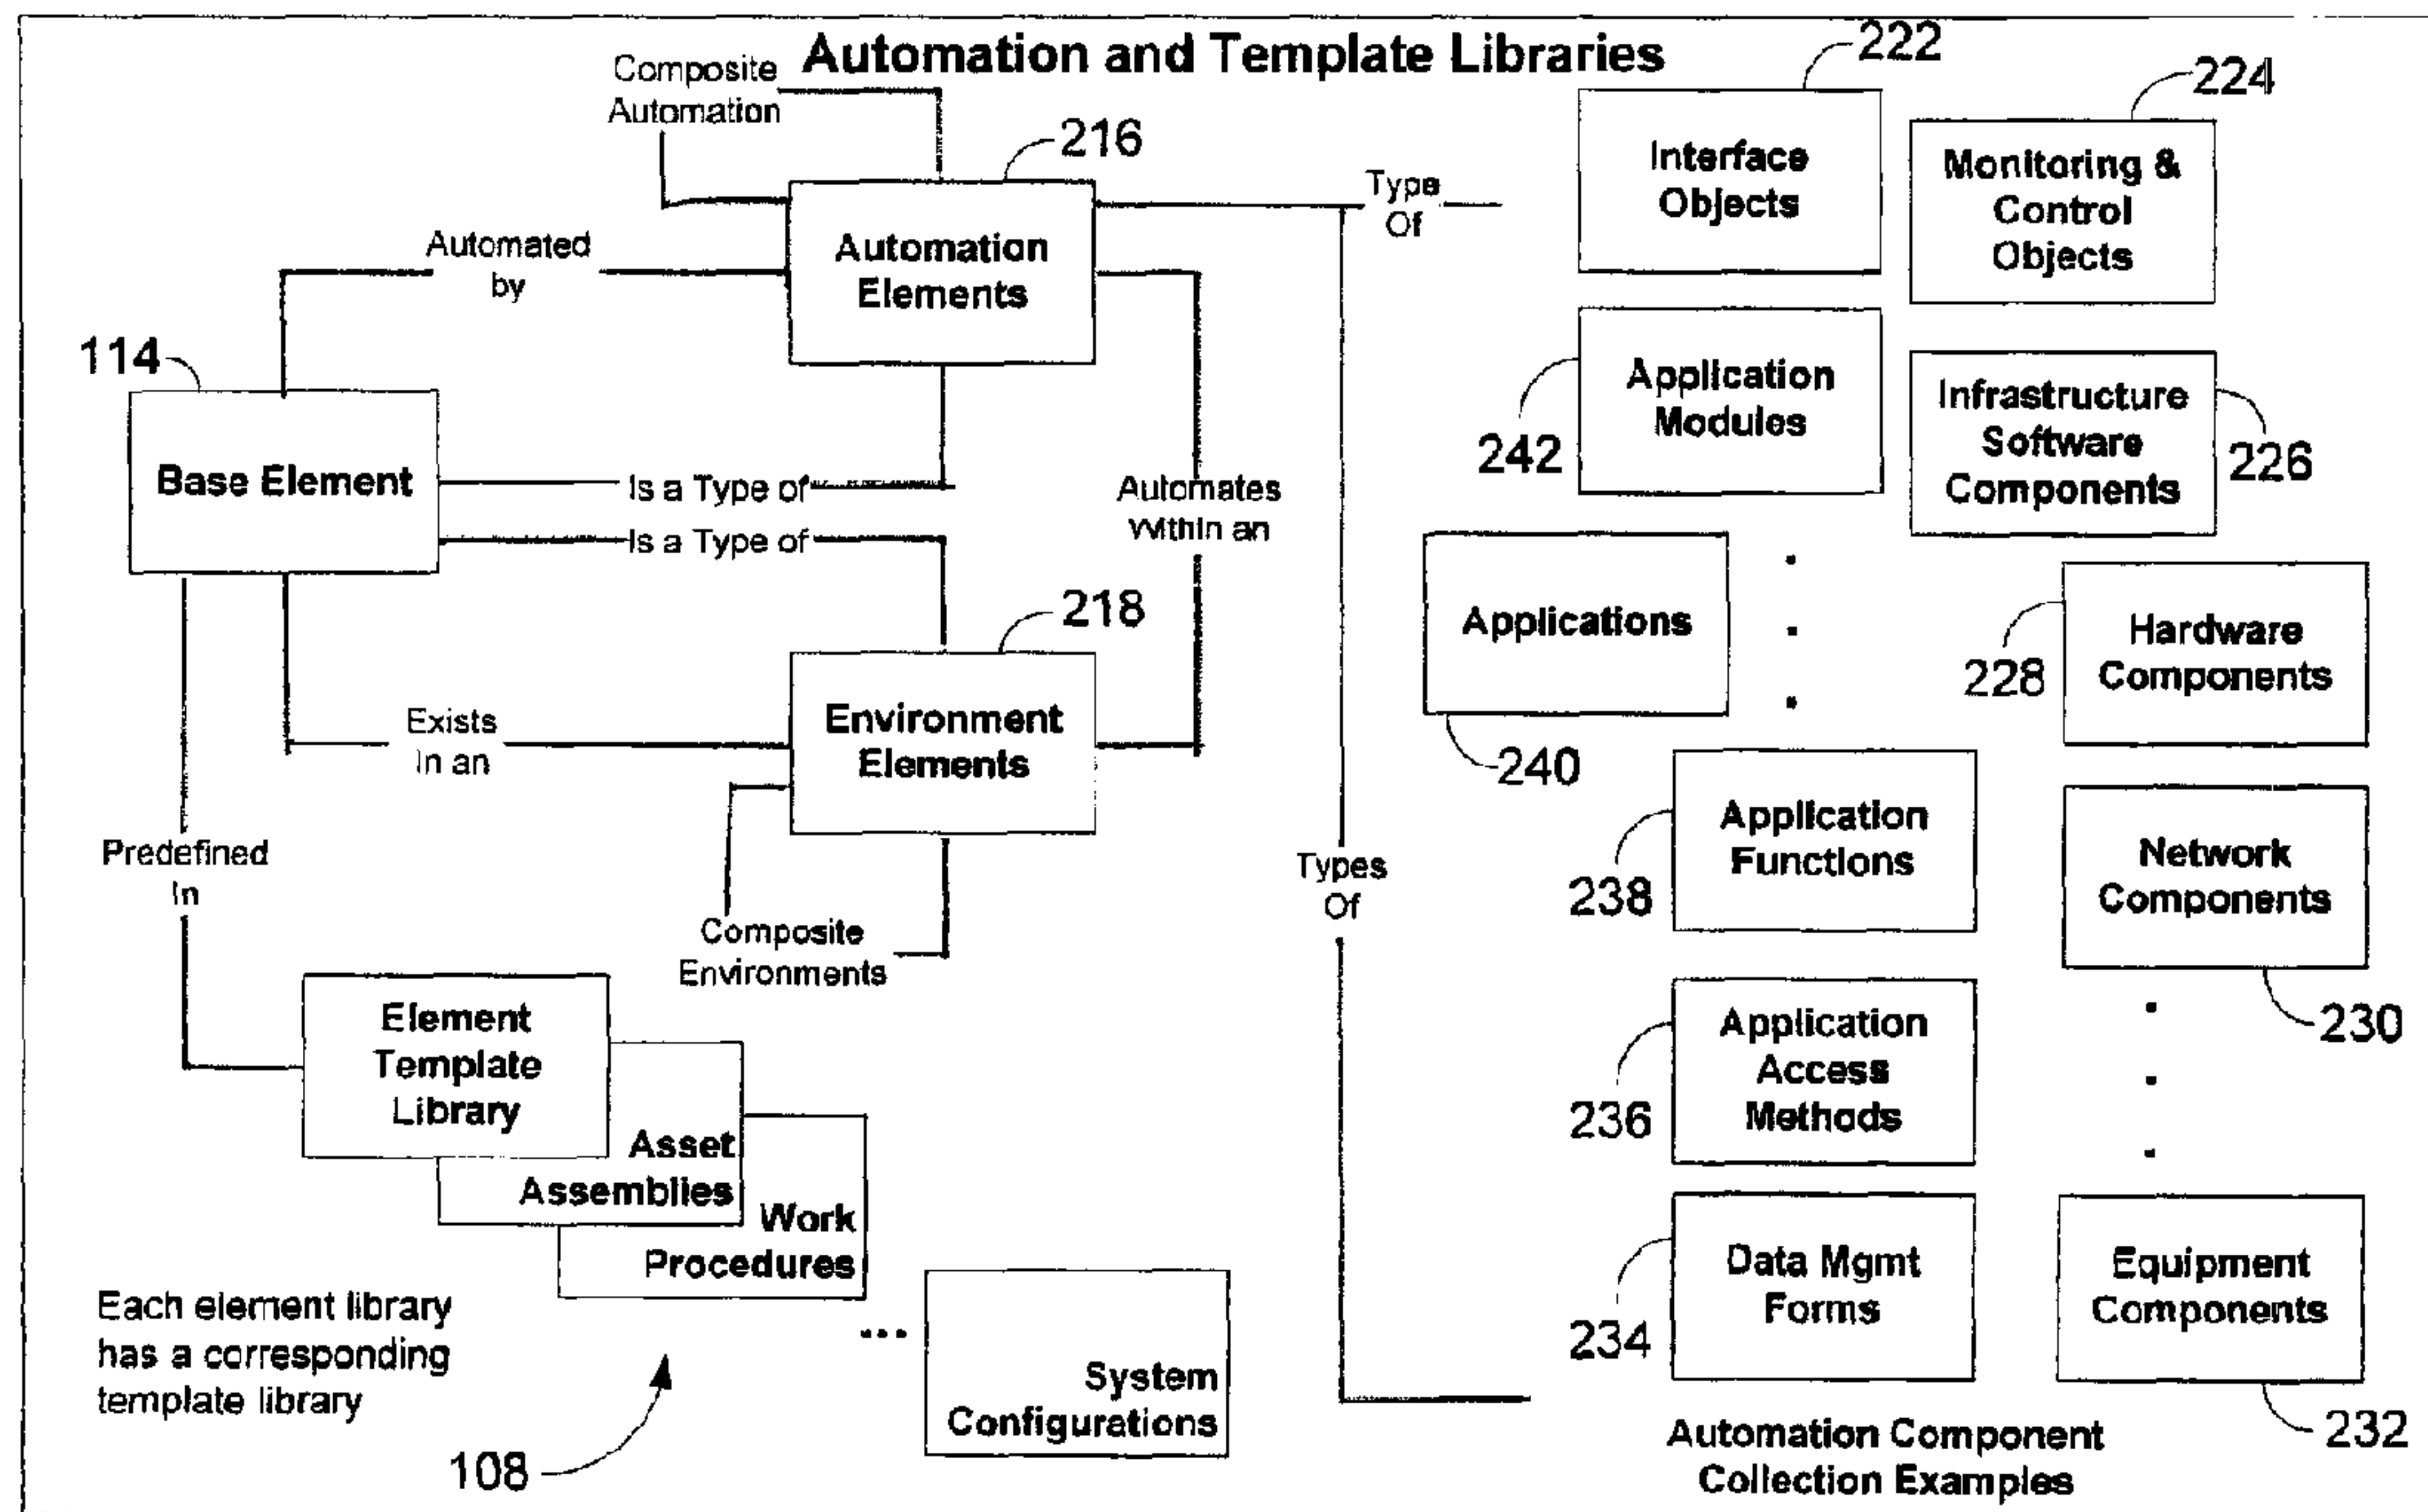 Automation and Template Libraries
Composite
Automation
216
Automation
Elements
Automated
by
114
Base Element
Is a Type of
Is a Type of
Automates
Within an
218
Environment
Elements
Exists
In an
Composite
Environments
Predefined
In
Element
Template
Library
Asset
Assemblies
Work
Procedures
...
System
Configurations
Each element library
has a corresponding
template library
108
Type
Of
Types
Of
222
Interface
Objects
224
Monitoring &
Control
Objects
242
Application
Modules
Infrastructure
Software
Components
226
Applications
240
228
Hardware
Components
238
Application
Functions
Network
Components
230
236
Application
Access
Methods
234
Data Mgmt
Forms
Equipment
Components
232
Automation Component
Collection Examples